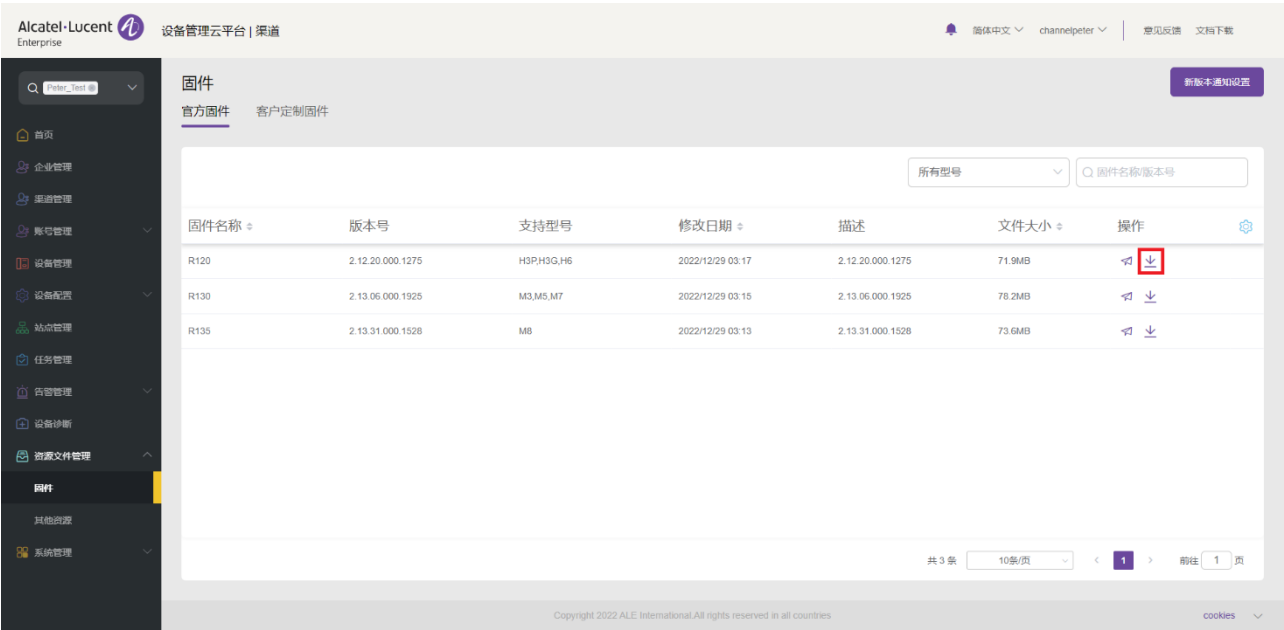 Alcatel·Lucent
Enterprise
设备管理云平台 | 渠道
简体中文
channelpeter
意见反馈 文档下载
Peter_Test
首页
企业管理
渠道管理
账号管理
设备管理
设备配置
站点管理
任务管理
告警管理
设备诊断
资源文件管理
固件
其他资源
系统管理
固件
新版本通知设置
官方固件 客户定制固件
所有型号
固件名称/版本号
固件名称 版本号 支持型号 修改日期 描述 文件大小 操作
R120 2.12.20.000.1275 H3P,H3G,H6 2022/12/29 03:17 2.12.20.000.1275 71.9MB
R130 2.13.06.000.1925 M3,M5,M7 2022/12/29 03:15 2.13.06.000.1925 78.2MB
R135 2.13.31.000.1528 M8 2022/12/29 03:13 2.13.31.000.1528 73.6MB
共 3 条 10条/页 < 1 > 前往 1 页
Copyright 2022 ALE International.All rights reserved in all countries
cookies